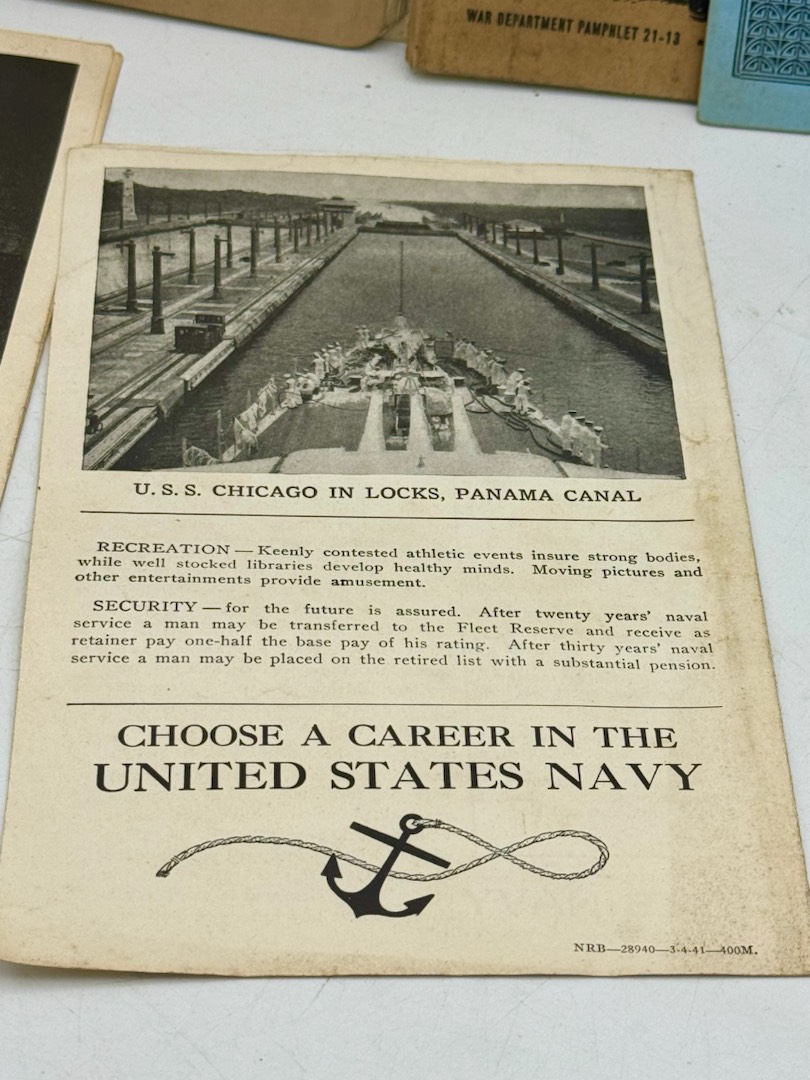 WAR DEPARTMENT PAMPHLET 21-13
U.S.S. CHICAGO IN LOCKS, PANAMA CANAL
RECREATION — Keenly contested athletic events insure strong bodies,
while well stocked libraries develop healthy minds. Moving pictures and
other entertainments provide amusement.
SECURITY — for the future is assured. After twenty years' naval
service a man may be transferred to the Fleet Reserve and receive as
retainer pay one-half the base pay of his rating. After thirty years' naval
service a man may be placed on the retired list with a substantial pension.
CHOOSE A CAREER IN THE
UNITED STATES NAVY
NRB—28940—3-4-41—400M.